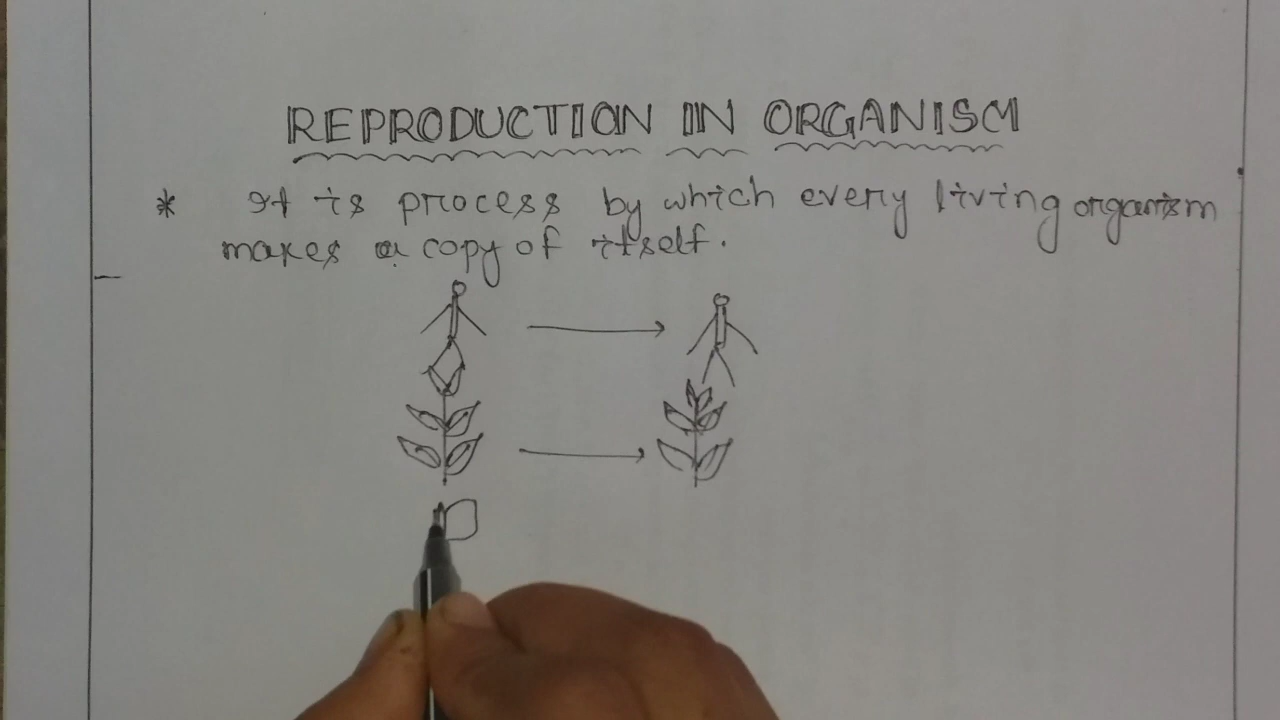 REPRODUCTION IN ORGANISM
* It is process by which every living organism
makes a copy of itself.